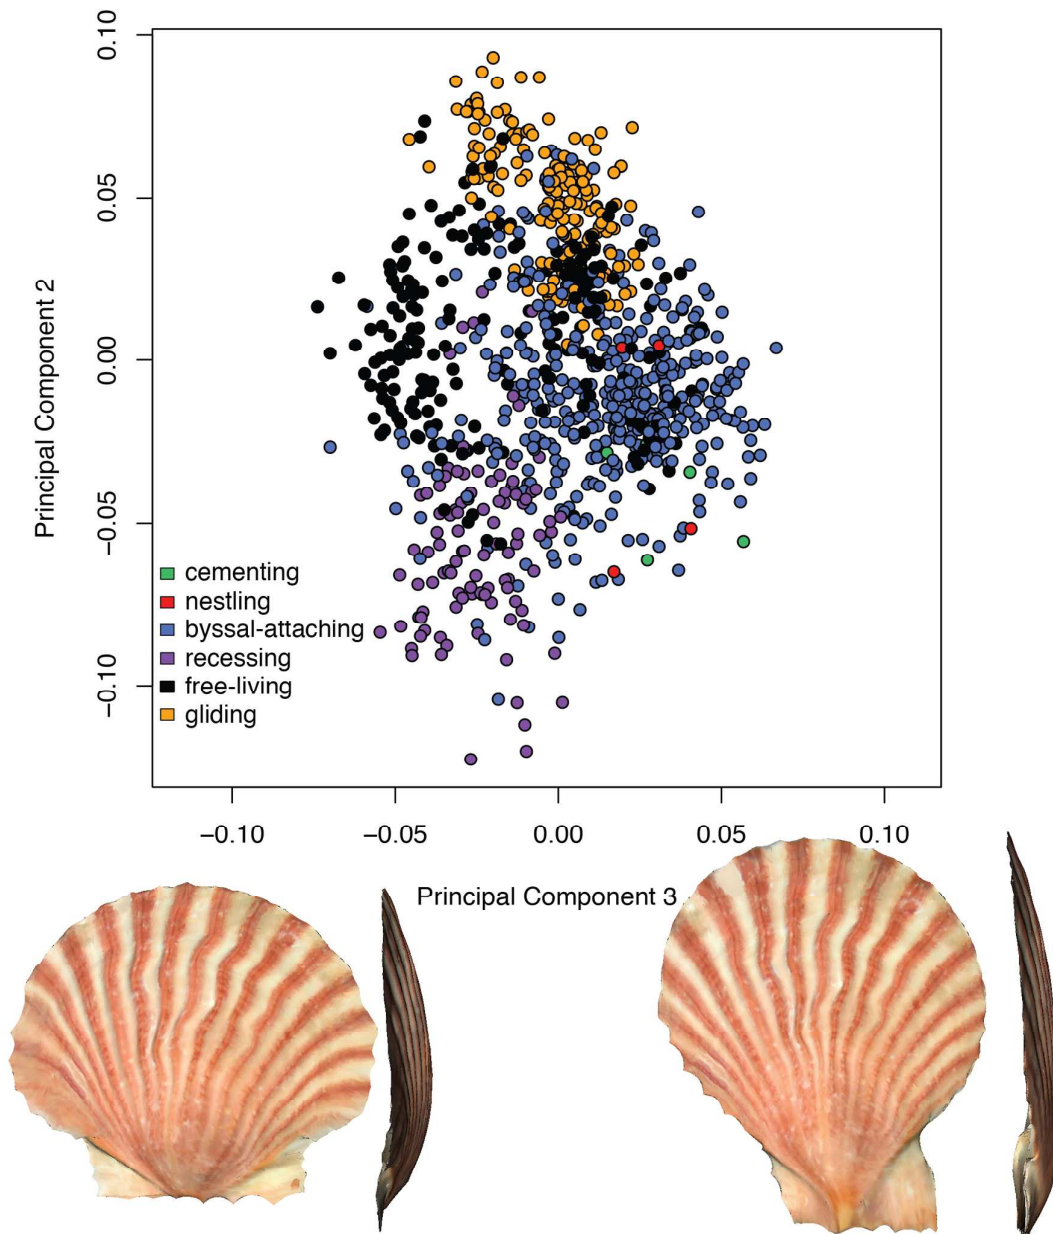 0.10
0.05
0.00
−0.05
−0.10
Principal Component 2
cementing
nestling
byssal-attaching
recessing
free-living
gliding
−0.10
−0.05
0.00
0.05
0.10
Principal Component 3